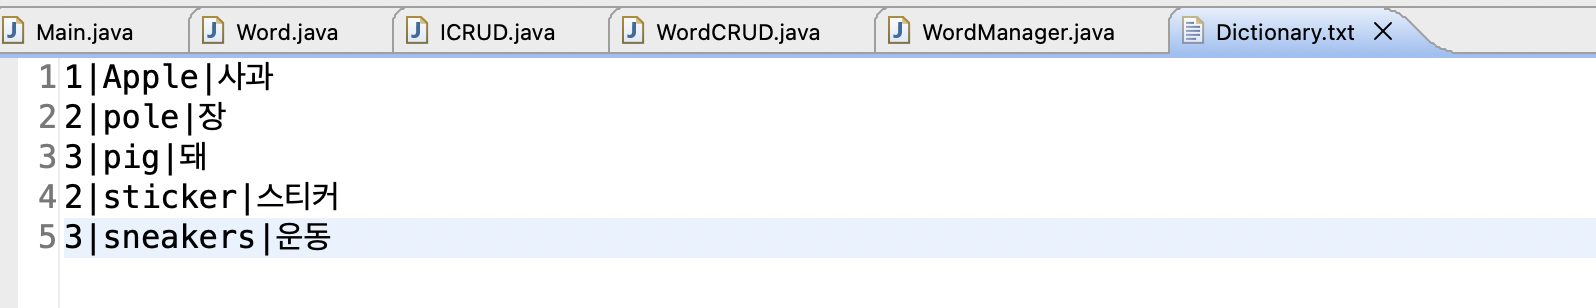 Main.java Word.java ICRUD.java WordCRUD.java WordManager.java Dictionary.txt
1 1|Apple|사과
2 2|pole|장
3 3|pig|돼
4 2|sticker|스티커
5 3|sneakers|운동